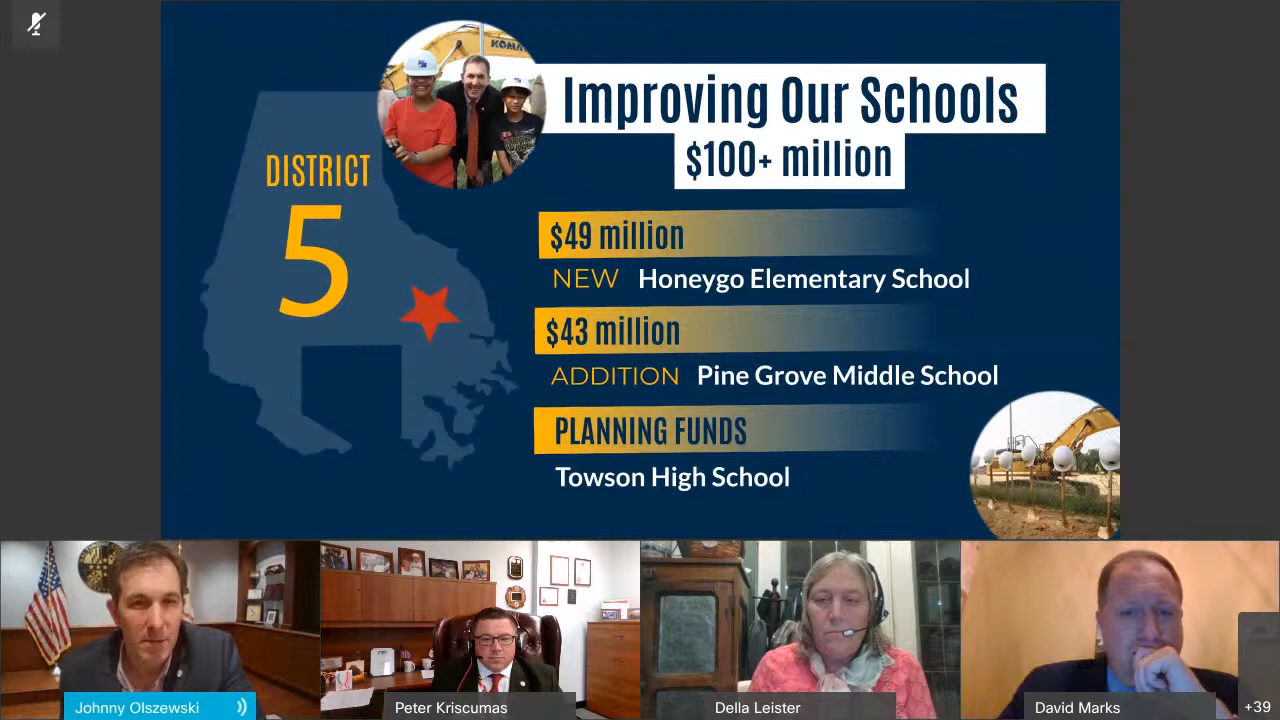 KOMA
DISTRICT
5
Improving Our Schools
$100+ million
$49 million
NEW Honeygo Elementary School
$43 million
ADDITION Pine Grove Middle School
PLANNING FUNDS
Towson High School
Johnny Olszewski
Peter Kriscumas
Della Leister
David Marks
+39